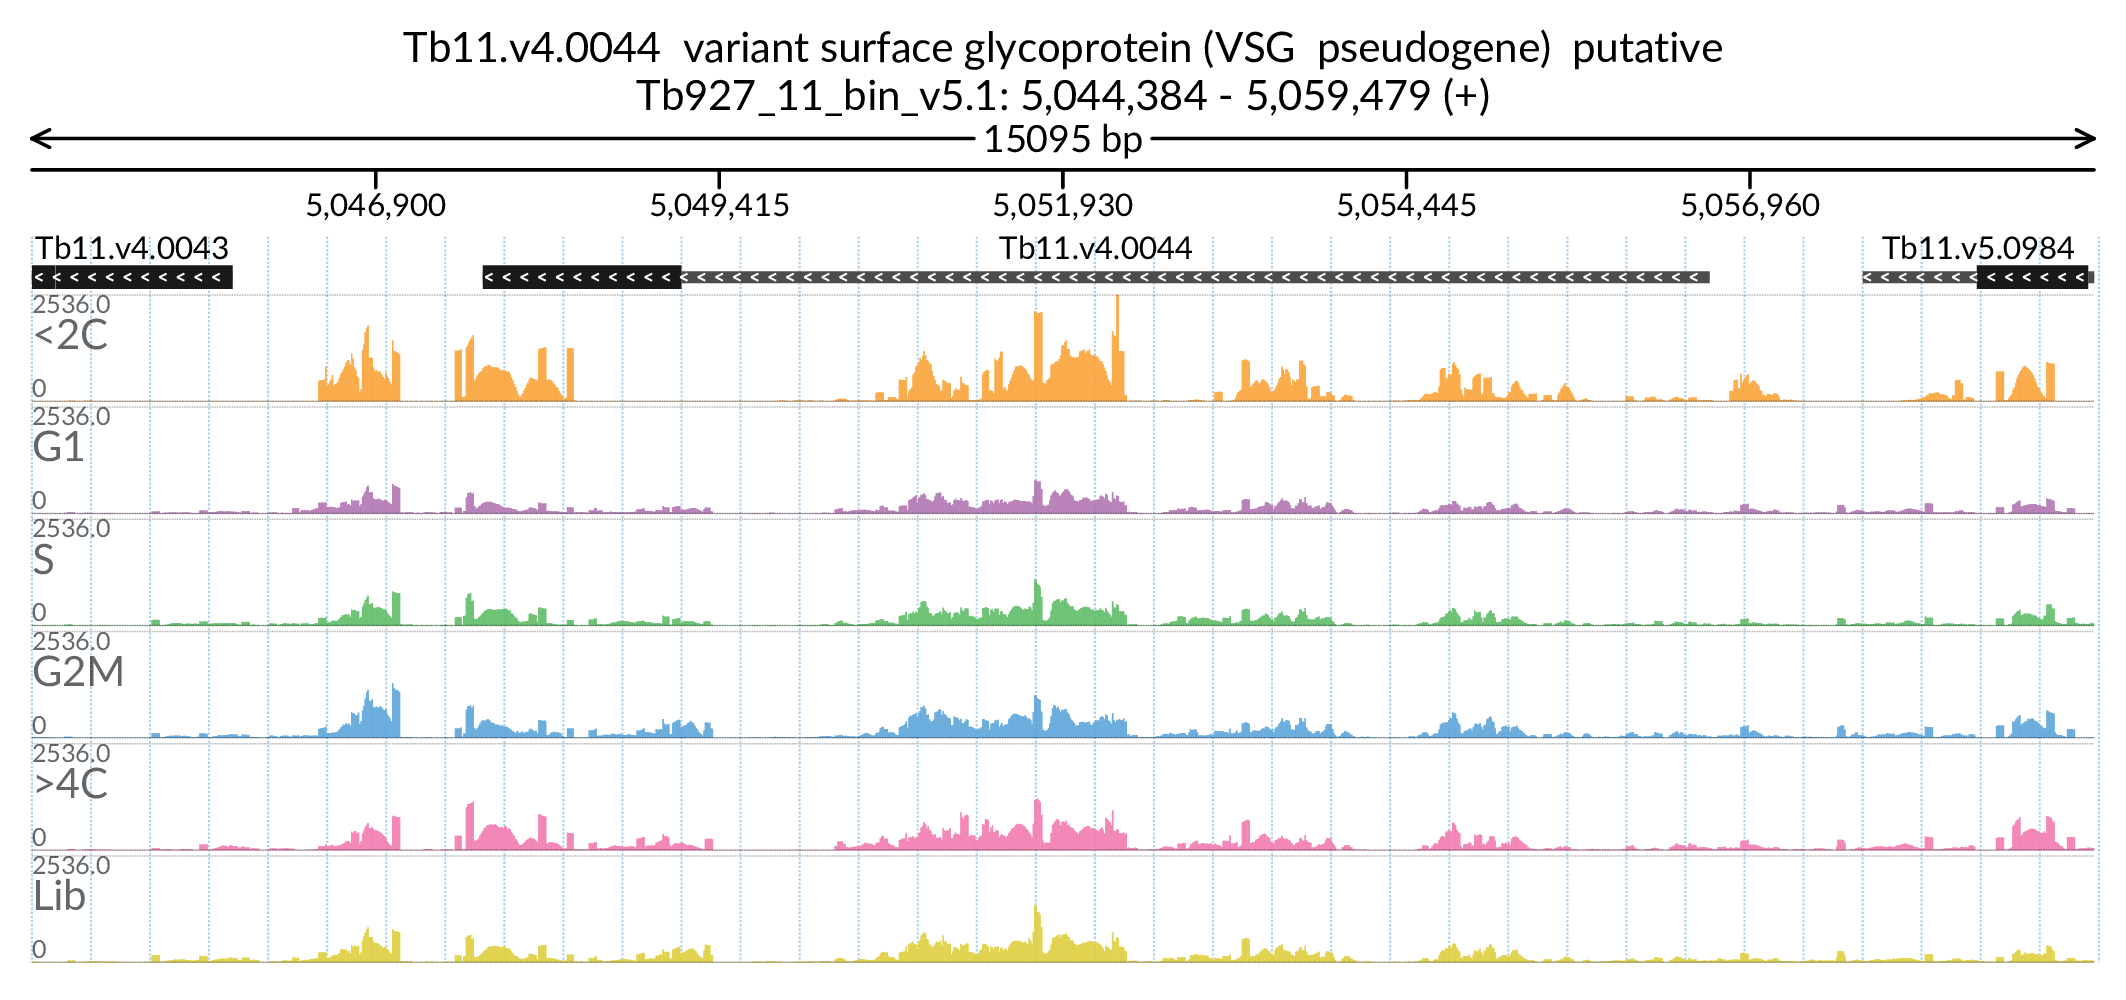 Tb11.v4.0044 variant surface glycoprotein (VSG pseudogene) putative
Tb927_11_bin_v5.1: 5,044,384 - 5,059,479 (+)
15095 bp
5,046,900 5,049,415 5,051,930 5,054,445 5,056,960
Tb11.v4.0043 Tb11.v4.0044 Tb11.v5.0984
2536.0
<2C
0
2536.0
G1
0
2536.0
S
0
2536.0
G2M
0
2536.0
>4C
0
2536.0
Lib
0